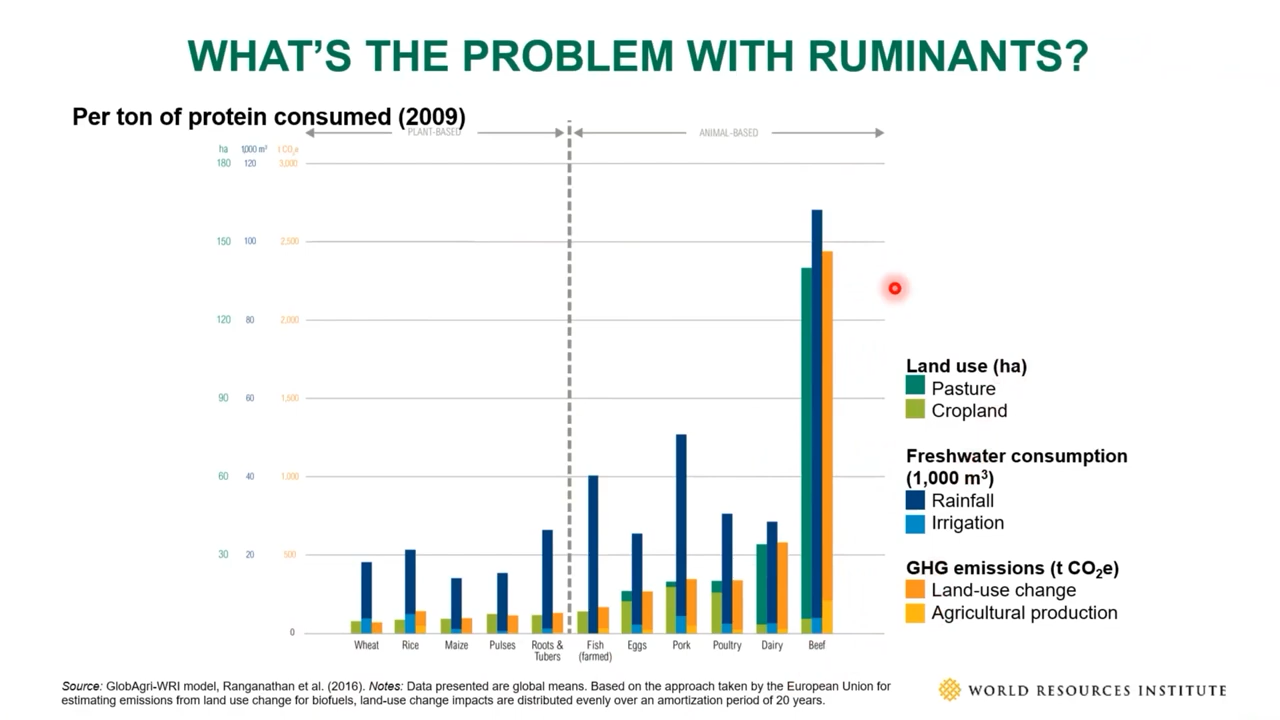 WHAT'S THE PROBLEM WITH RUMINANTS?
Per ton of protein consumed (2009)
PLANT-BASED
ANIMAL-BASED
ha 1,000 m³ t CO₂e
180 120 3,000
150 100 2,500
120 80 2,000
90 60 1,500
60 40 1,000
30 20 500
0
Wheat Rice Maize Pulses Roots & Tubers Fish (farmed) Eggs Pork Poultry Dairy Beef
Land use (ha)
Pasture
Cropland
Freshwater consumption
(1,000 m³)
Rainfall
Irrigation
GHG emissions (t CO₂e)
Land-use change
Agricultural production
Source: GlobAgri-WRI model, Ranganathan et al. (2016). Notes: Data presented are global means. Based on the approach taken by the European Union for
estimating emissions from land use change for biofuels, land-use change impacts are distributed evenly over an amortization period of 20 years.
WORLD RESOURCES INSTITUTE